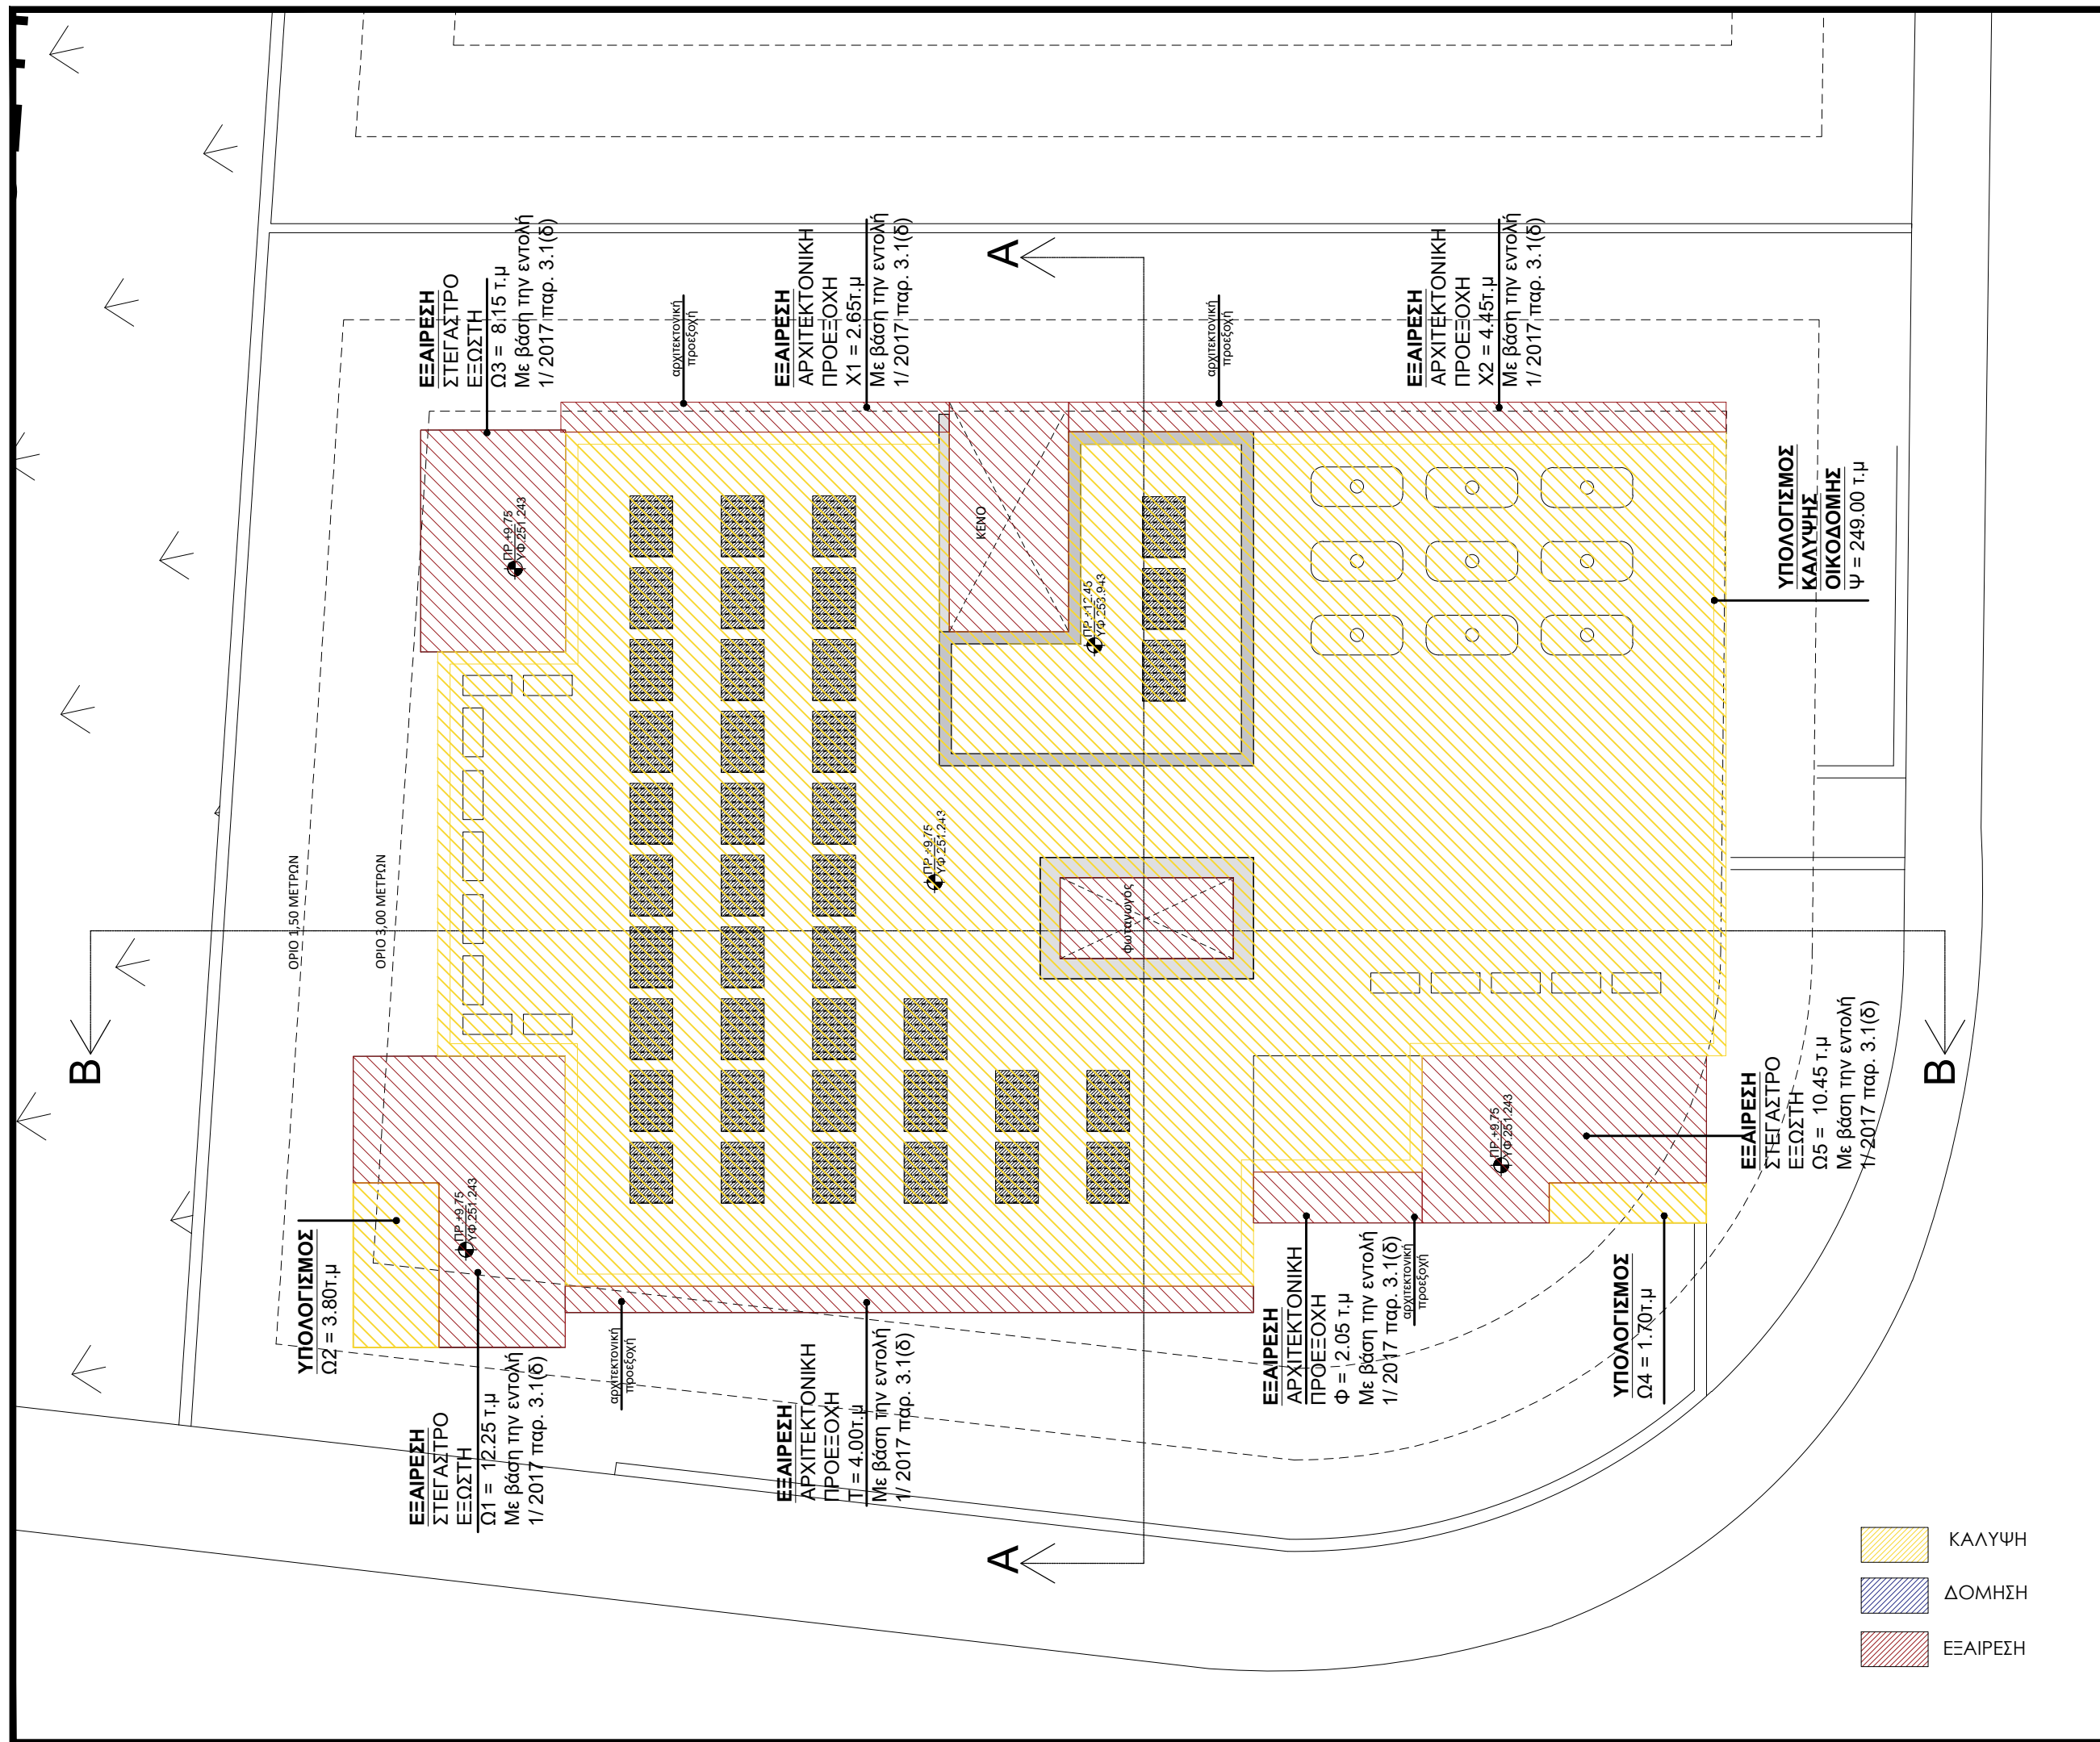 ΕΞΑΙΡΕΣΗ
ΣΤΕΓΑΣΤΡΟ
ΕΞΩΣΤΗ
Ω3 = 8.15 τ.μ
Με βάση την εντολή
1/ 2017 παρ. 3.1(δ)
αρχιτεκτονική
προεξοχή
ΕΞΑΙΡΕΣΗ
ΑΡΧΙΤΕΚΤΟΝΙΚΗ
ΠΡΟΕΞΟΧΗ
Χ1 = 2.65τ.μ
Με βάση την εντολή
1/ 2017 παρ. 3.1(δ)
A
αρχιτεκτονική
προεξοχή
ΕΞΑΙΡΕΣΗ
ΑΡΧΙΤΕΚΤΟΝΙΚΗ
ΠΡΟΕΞΟΧΗ
Χ2 = 4.45τ.μ
Με βάση την εντολή
1/ 2017 παρ. 3.1(δ)
ΥΠΟΛΟΓΙΣΜΟΣ
ΚΑΛΥΨΗΣ
ΟΙΚΟΔΟΜΗΣ
Ψ = 249.00 τ.μ
ΠΡ.+9.75
ΥΦ.251.243
ΚΕΝΟ
ΠΡ.+12.45
ΥΦ.253.943
ΠΡ.+9.75
ΥΦ.251.243
φωταγωγος
ΟΡΙΟ 1,50 ΜΕΤΡΩΝ
ΟΡΙΟ 3,00 ΜΕΤΡΩΝ
B
B
ΠΡ.+9.75
ΥΦ.251.243
ΠΡ.+9.75
ΥΦ.251.243
ΕΞΑΙΡΕΣΗ
ΣΤΕΓΑΣΤΡΟ
ΕΞΩΣΤΗ
Ω5 = 10.45 τ.μ
Με βάση την εντολή
1/ 2017 παρ. 3.1(δ)
ΥΠΟΛΟΓΙΣΜΟΣ
Ω2 = 3.80τ.μ
ΕΞΑΙΡΕΣΗ
ΣΤΕΓΑΣΤΡΟ
ΕΞΩΣΤΗ
Ω1 = 12.25 τ.μ
Με βάση την εντολή
1/ 2017 παρ. 3.1(δ)
αρχιτεκτονική
προεξοχή
ΕΞΑΙΡΕΣΗ
ΑΡΧΙΤΕΚΤΟΝΙΚΗ
ΠΡΟΕΞΟΧΗ
Τ = 4.00τ.μ
Με βάση την εντολή
1/ 2017 παρ. 3.1(δ)
A
ΕΞΑΙΡΕΣΗ
ΑΡΧΙΤΕΚΤΟΝΙΚΗ
ΠΡΟΕΞΟΧΗ
Φ = 2.05 τ.μ
Με βάση την εντολή
1/ 2017 παρ. 3.1(δ)
αρχιτεκτονική
προεξοχή
ΥΠΟΛΟΓΙΣΜΟΣ
Ω4 = 1.70τ.μ
ΚΑΛΥΨΗ
ΔΟΜΗΣΗ
ΕΞΑΙΡΕΣΗ